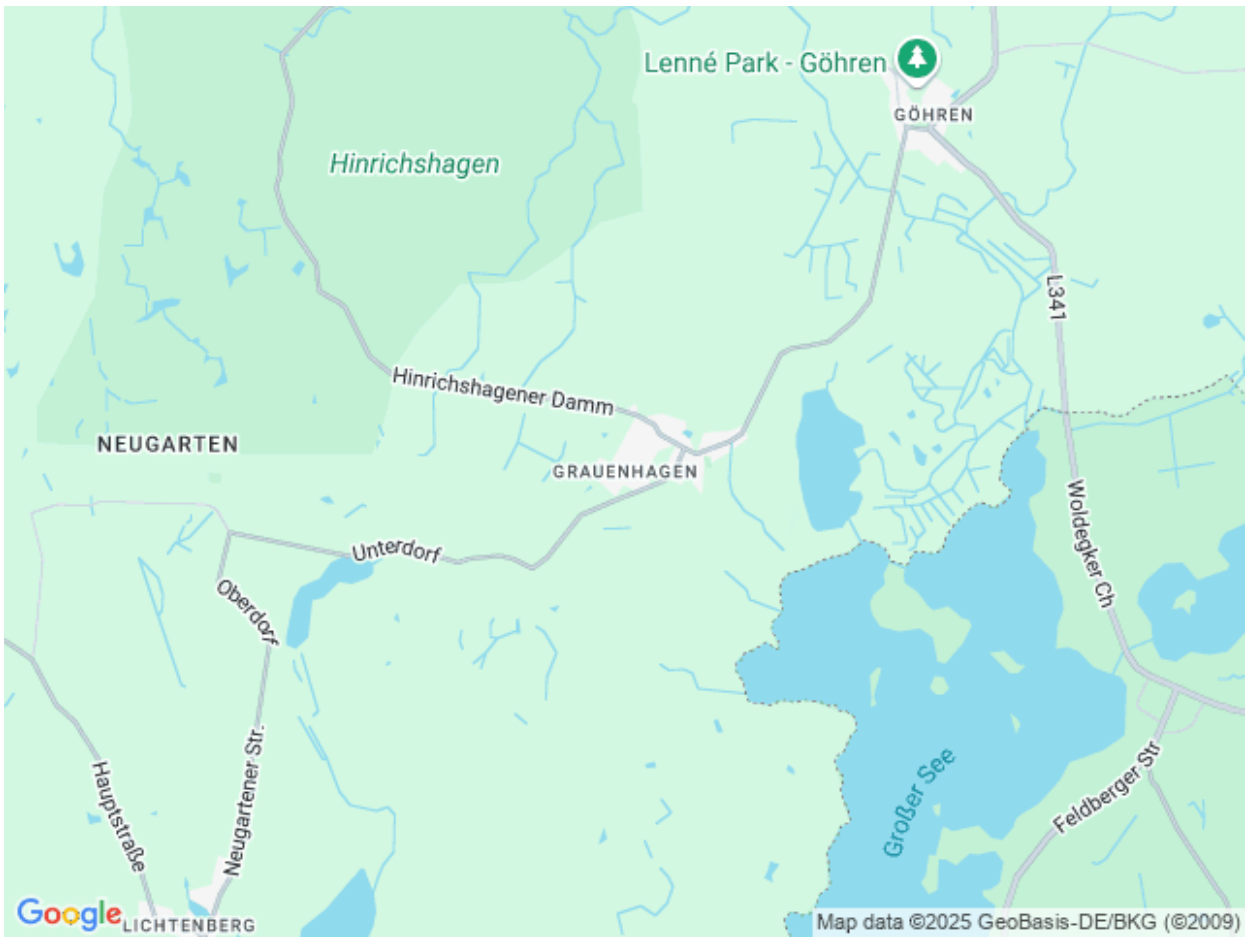 Lenné Park - Göhren
GÖHREN
Hinrichshagen
L341
Hinrichshagener Damm
NEUGARTEN
GRAUENHAGEN
Woldegker Ch
Unterdorf
Oberdorf
Neugartener Str.
Hauptstraße
Großer See
Feldberger Str
Google
LICHTENBERG
Map data ©2025 GeoBasis-DE/BKG (©2009)